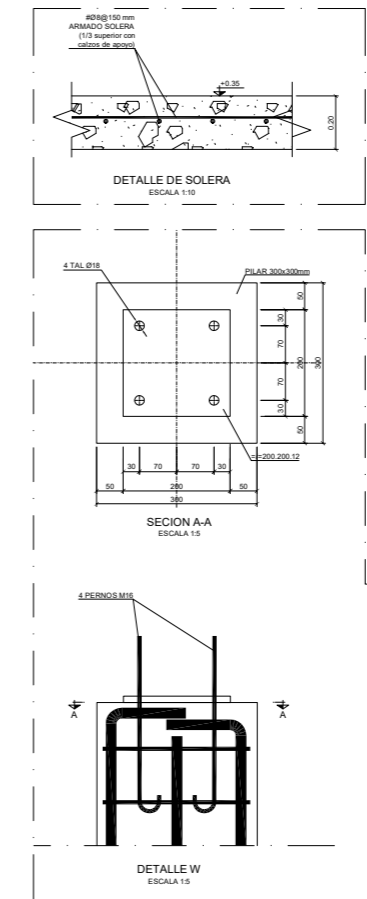 #Ø8@150 mm
ARMADO SOLERA
(1/3 superior con
calzos de apoyo)
+0.35
0.20
DETALLE DE SOLERA
ESCALA 1:10
4 TAL Ø18
PILAR 300x300mm
50
30
70
200
300
70
30
50
==200.200.12
30
70
70
30
50
200
50
300
SECION A-A
ESCALA 1:5
4 PERNOS M16
A
A
DETALLE W
ESCALA 1:5